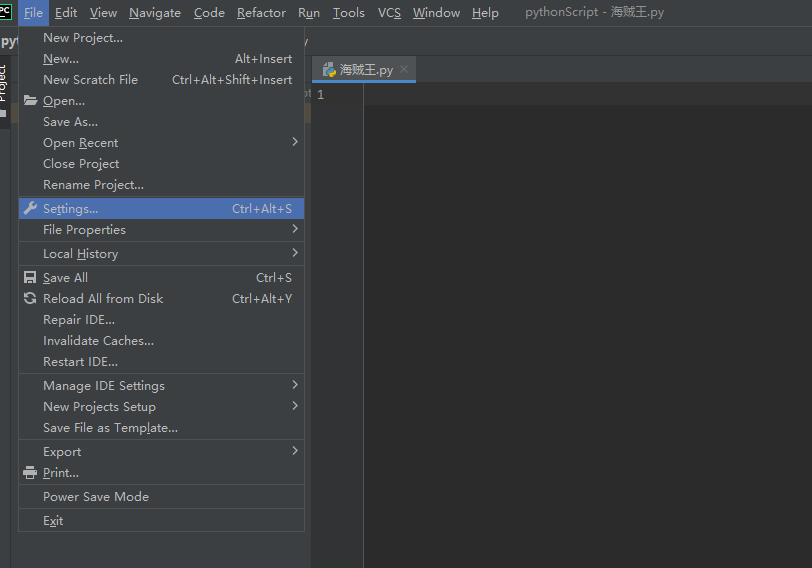 PC File Edit View Navigate Code Refactor Run Tools VCS Window Help pythonScript - 海贼王.py
py
Project
New Project...
New... Alt+Insert
New Scratch File Ctrl+Alt+Shift+Insert
Open...
Save As...
Open Recent
Close Project
Rename Project...
Settings... Ctrl+Alt+S
File Properties
Local History
Save All Ctrl+S
Reload All from Disk Ctrl+Alt+Y
Repair IDE...
Invalidate Caches...
Restart IDE...
Manage IDE Settings
New Projects Setup
Save File as Template...
Export
Print...
Power Save Mode
Exit
海贼王.py
1